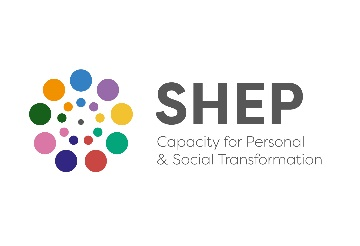 SHEP
Capacity for Personal
& Social Transformation